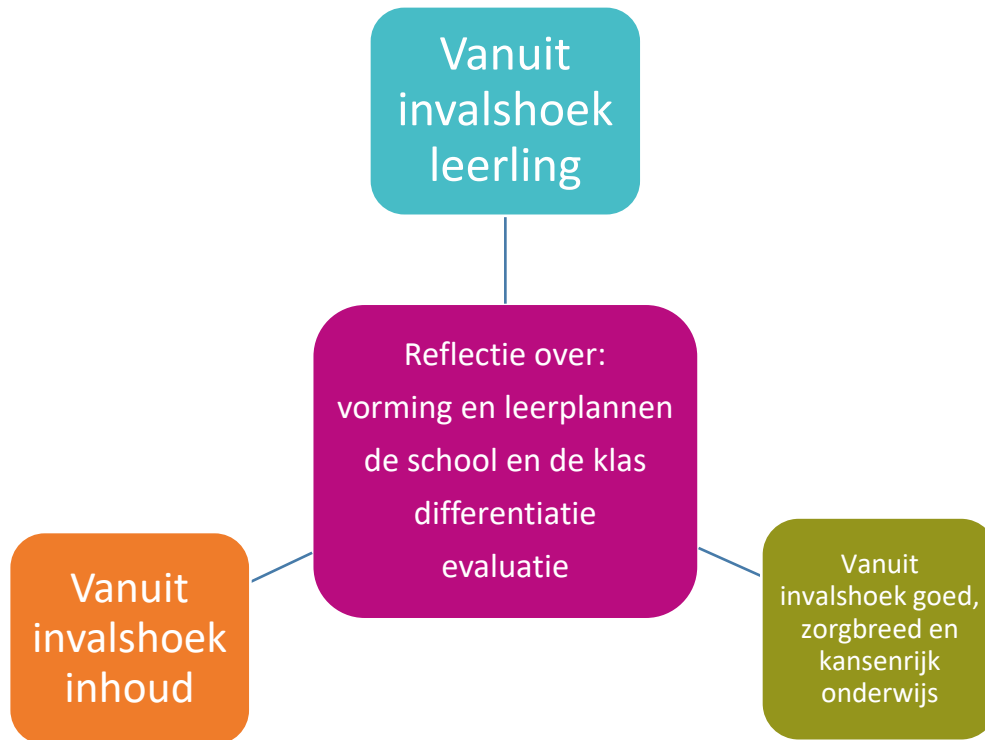 Vanuit
invalshoek
leerling
Reflectie over:
vorming en leerplannen
de school en de klas
differentiatie
evaluatie
Vanuit
invalshoek
inhoud
Vanuit
invalshoek goed,
zorgbreed en
kansenrijk
onderwijs